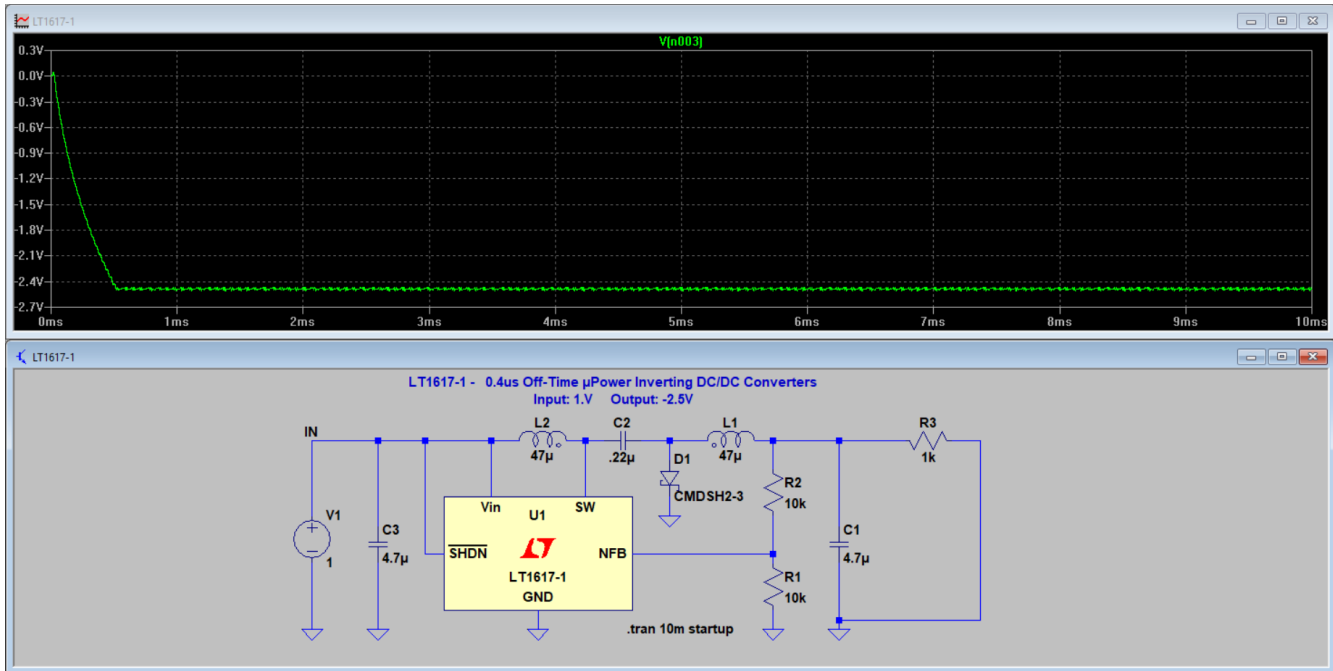 LT1617-1
V(n003)
0.3V
0.0V
-0.3V
-0.6V
-0.9V
-1.2V
-1.5V
-1.8V
-2.1V
-2.4V
-2.7V
0ms 1ms 2ms 3ms 4ms 5ms 6ms 7ms 8ms 9ms 10ms
LT1617-1
LT1617-1 - 0.4us Off-Time µPower Inverting DC/DC Converters
Input: 1.V Output: -2.5V
IN
L2
47µ
C2
.22µ
L1
47µ
R3
1k
D1
CMDSH2-3
R2
10k
V1
1
C3
4.7µ
Vin
U1
SW
SHDN
NFB
LT1617-1
GND
C1
4.7µ
R1
10k
.tran 10m startup